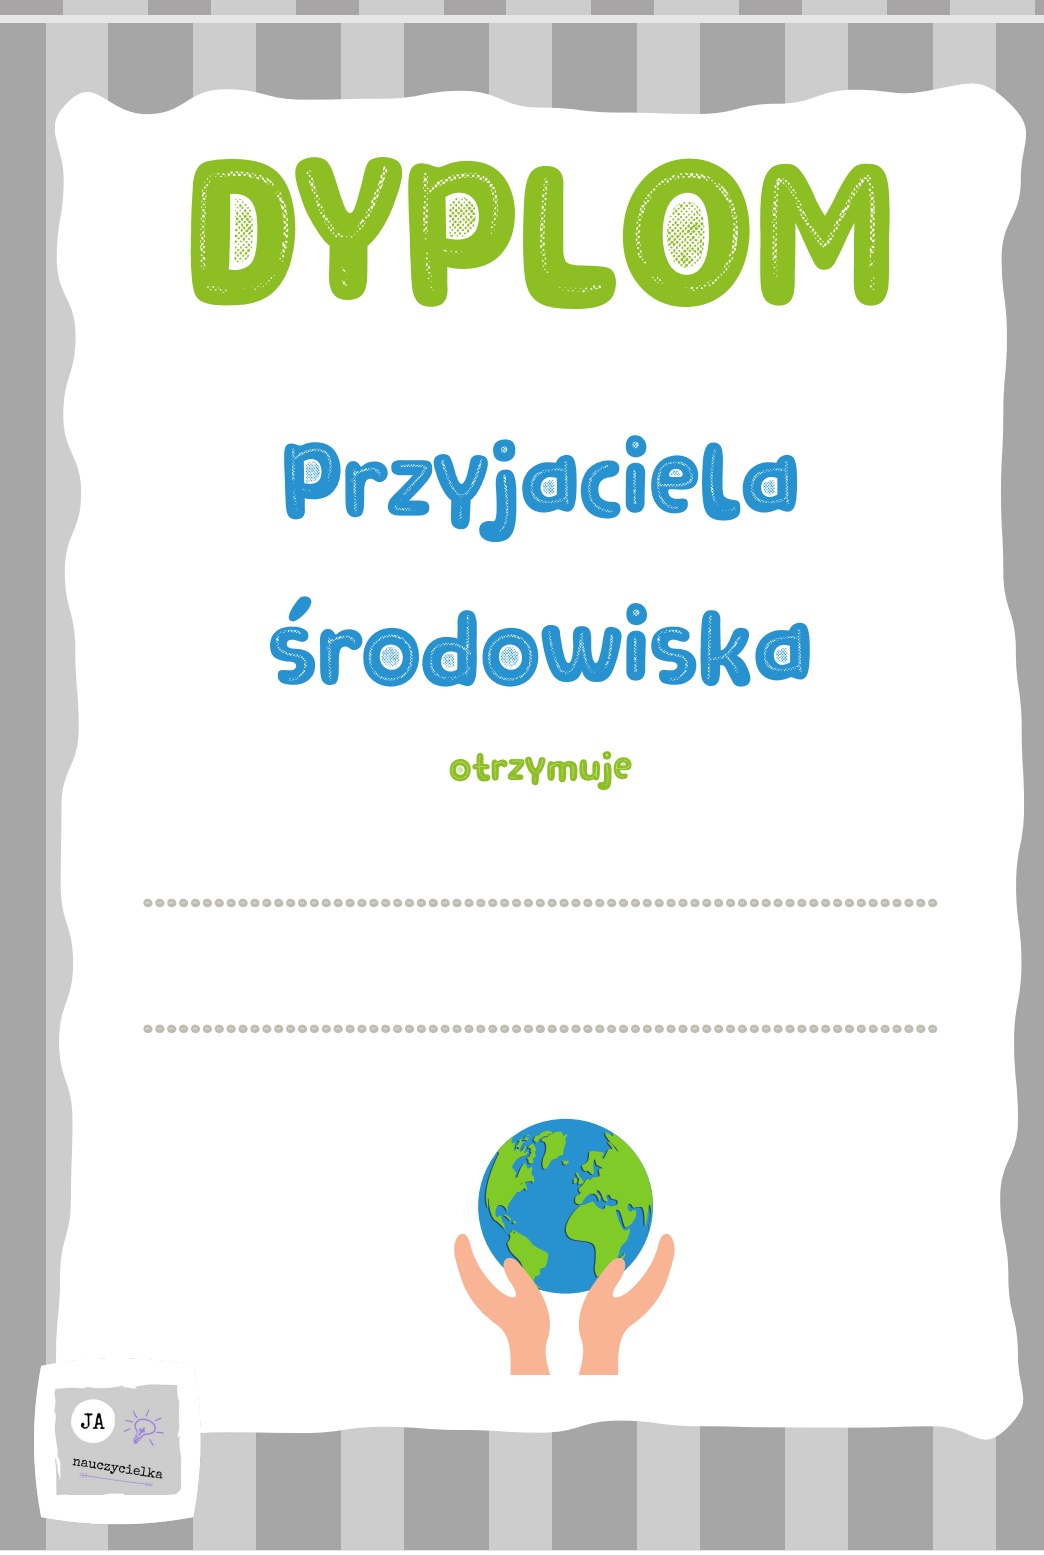 DYPLOM
Przyjaciela
środowiska
otrzymuje
JA
nauczycielka